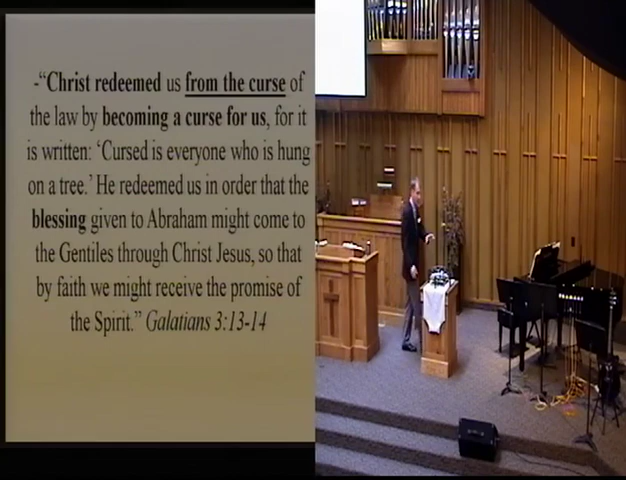 -“Christ redeemed us from the curse of
the law by becoming a curse for us, for it
is written: ‘Cursed is everyone who is hung
on a tree.’ He redeemed us in order that the
blessing given to Abraham might come to
the Gentiles through Christ Jesus, so that
by faith we might receive the promise of
the Spirit.” Galatians 3:13-14